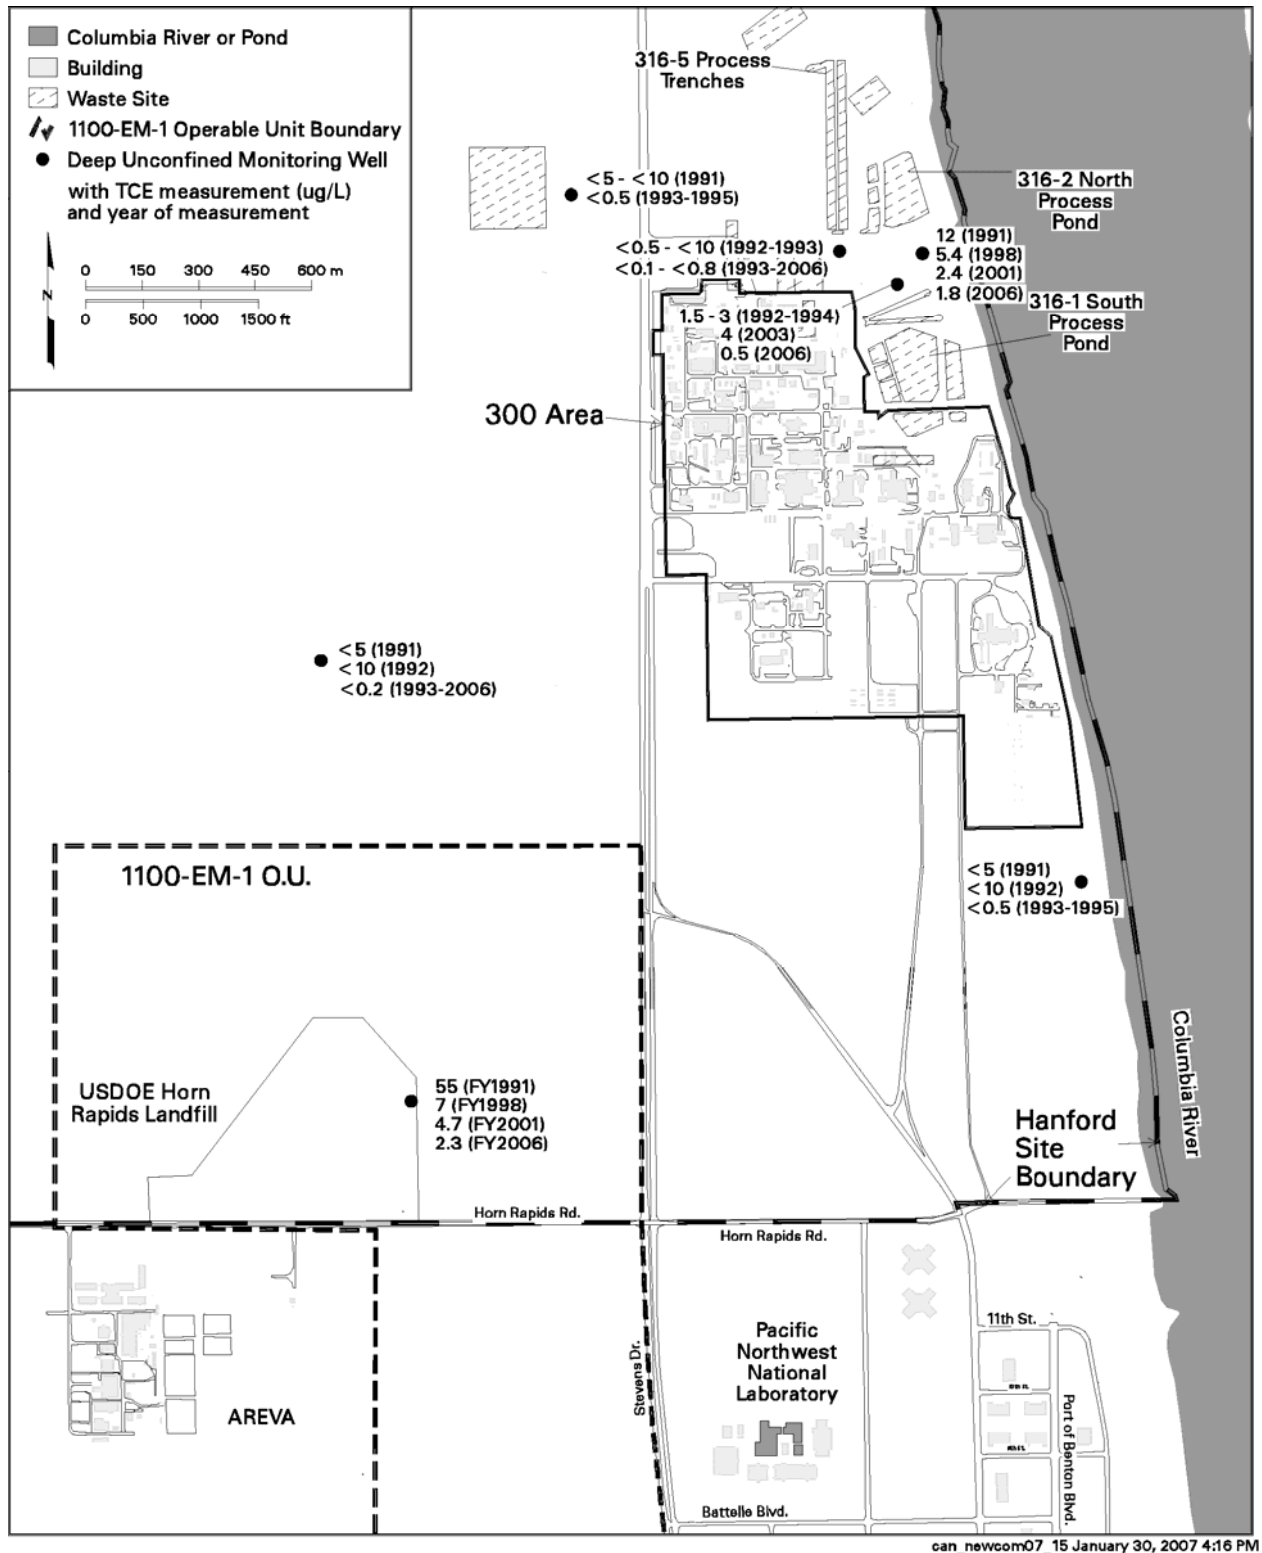 Columbia River or Pond
Building
Waste Site
1100-EM-1 Operable Unit Boundary
Deep Unconfined Monitoring Well
with TCE measurement (ug/L)
and year of measurement
N
0 150 300 450 600 m
0 500 1000 1500 ft
316-5 Process
Trenches
<5 - <10 (1991)
<0.5 (1993-1995)
316-2 North
Process
Pond
<0.5 - <10 (1992-1993)
<0.1 - <0.8 (1993-2006)
12 (1991)
5.4 (1998)
2.4 (2001)
1.8 (2006)
316-1 South
Process
Pond
1.5 - 3 (1992-1994)
4 (2003)
0.5 (2006)
300 Area
<5 (1991)
<10 (1992)
<0.2 (1993-2006)
1100-EM-1 O.U.
<5 (1991)
<10 (1992)
<0.5 (1993-1995)
USDOE Horn
Rapids Landfill
55 (FY1991)
7 (FY1998)
4.7 (FY2001)
2.3 (FY2006)
Columbia River
Hanford
Site
Boundary
Horn Rapids Rd.
Horn Rapids Rd.
Stevens Dr.
Pacific
Northwest
National
Laboratory
11th St.
Port of Benton Blvd.
AREVA
Battelle Blvd.
can_newcom07_15 January 30, 2007 4:16 PM